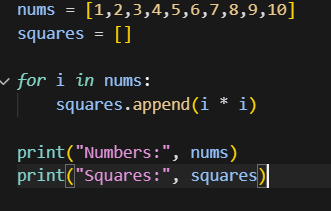 nums = [1,2,3,4,5,6,7,8,9,10]
squares = []
for i in nums:
    squares.append(i * i)
print("Numbers:", nums)
print("Squares:", squares)